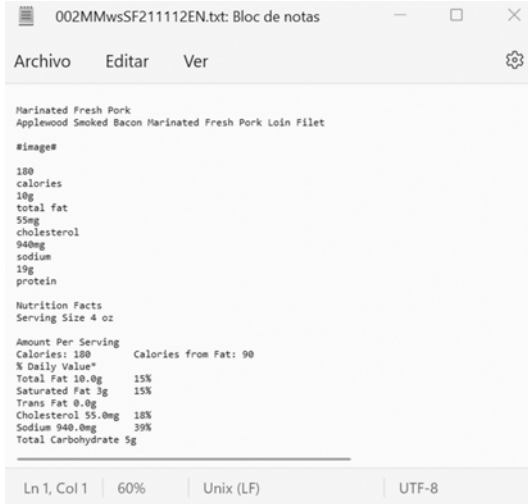 002MMwsSF211112EN.txt: Bloc de notas
Archivo Editar Ver
Marinated Fresh Pork
Applewood Smoked Bacon Marinated Fresh Pork Loin Filet
#image#
180
calories
10g
total fat
55mg
cholesterol
940mg
sodium
19g
protein
Nutrition Facts
Serving Size 4 oz
Amount Per Serving
Calories: 180 Calories from Fat: 90
% Daily Value*
Total Fat 10.0g 15%
Saturated Fat 3g 15%
Trans Fat 0.0g
Cholesterol 55.0mg 18%
Sodium 940.0mg 39%
Total Carbohydrate 5g
Ln 1, Col 1 60% Unix (LF) UTF-8